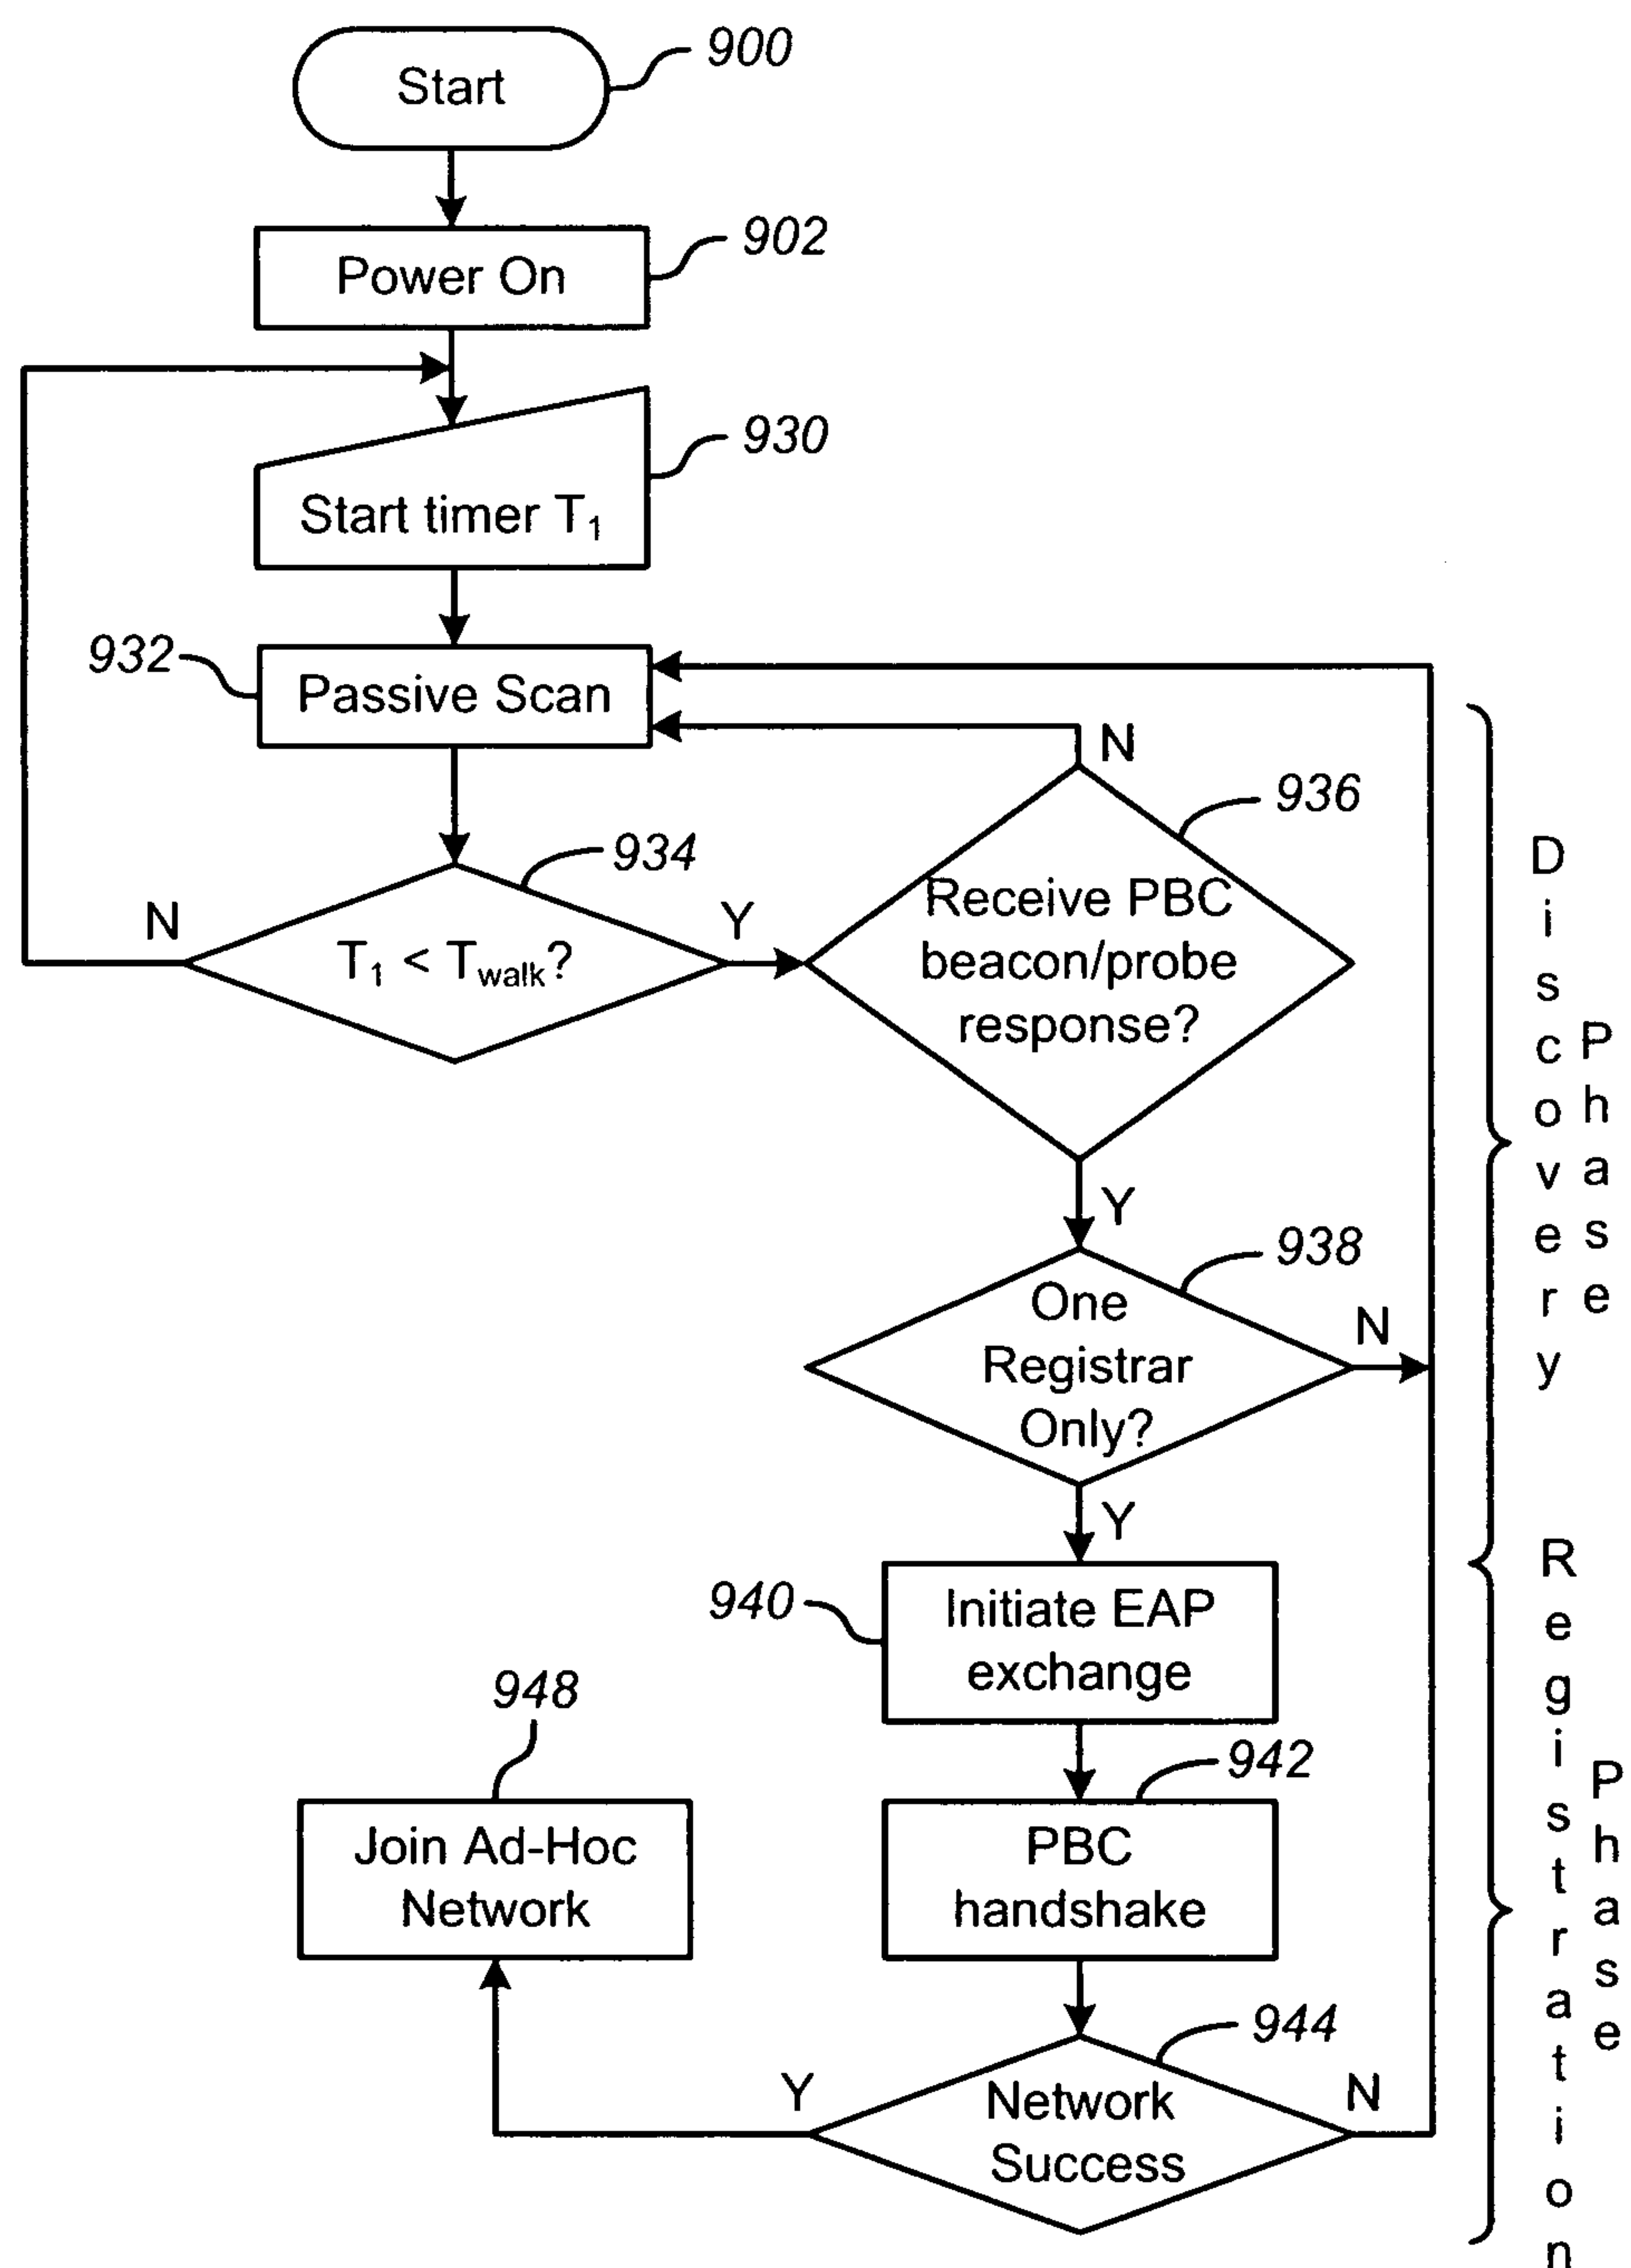 Start
900
Power On
902
930
Start timer T1
932
Passive Scan
N
936
934
N
T1 < Twalk?
Y
Receive PBC
beacon/probe
response?
Y
938
One
Registrar
Only?
N
Y
Discovery
Phase
940
Initiate EAP
exchange
948
942
Join Ad-Hoc
Network
PBC
handshake
944
Y
Network
Success
N
Registration
Phase